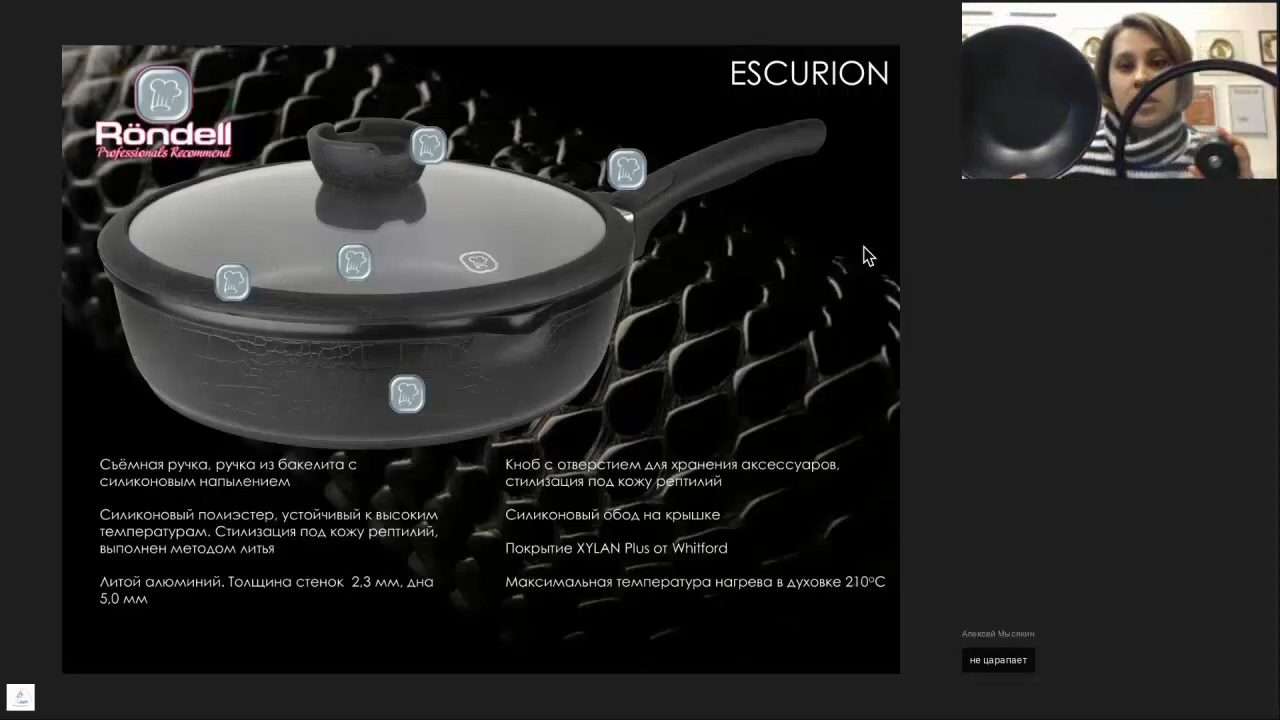 ESCURION
Röndell
Professionals Recommend
Съёмная ручка, ручка из бакелита с
силиконовым напылением
Силиконовый полиэстер, устойчивый к высоким
температурам. Стилизация под кожу рептилий,
выполнен методом литья
Литой алюминий. Толщина стенок 2,3 мм, дна
5,0 мм
Кноб с отверстием для хранения аксессуаров,
стилизация под кожу рептилий
Силиконовый обод на крышке
Покрытие XYLAN Plus от Whitford
Максимальная температура нагрева в духовке 210°С
Алексей Мысякин
не царапает